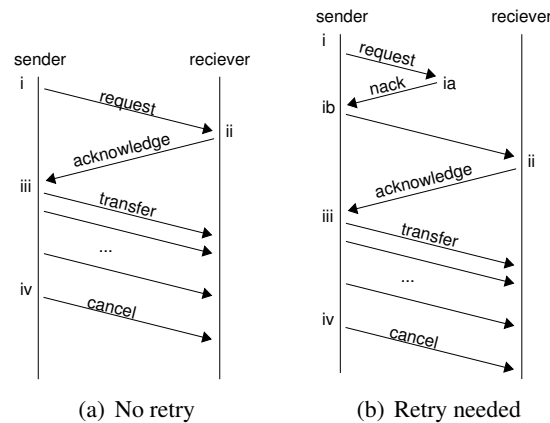 sender
reciever
i
request
ii
acknowledge
iii
transfer
...
iv
cancel
(a) No retry
sender
reciever
i
request
nack
ia
ib
ii
acknowledge
iii
transfer
...
iv
cancel
(b) Retry needed